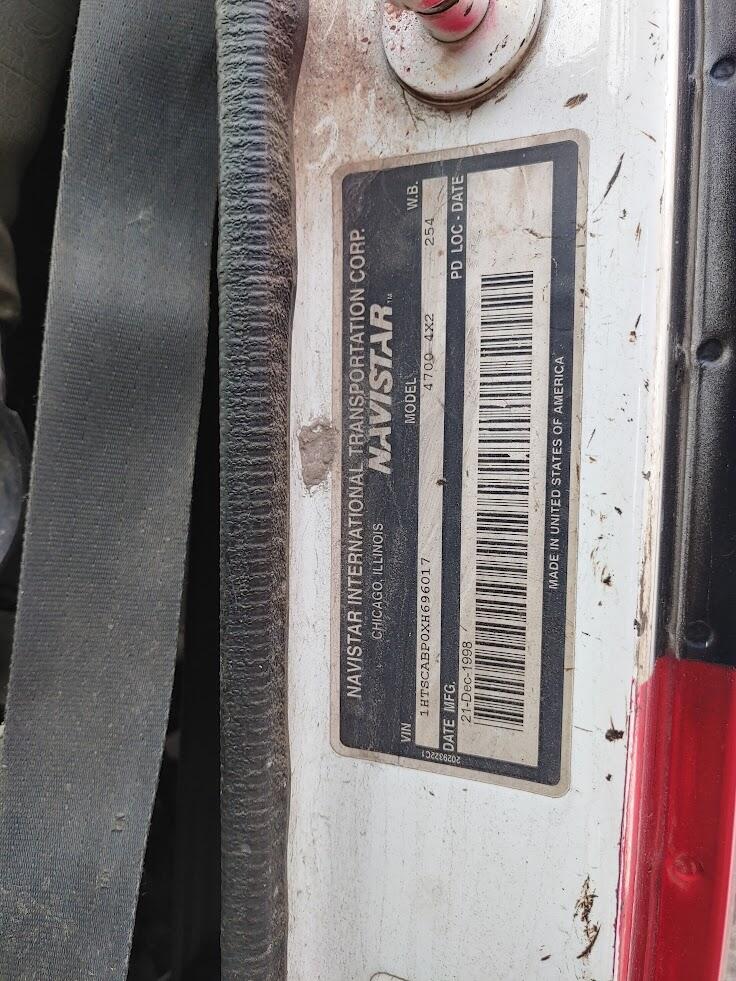 NAVISTAR INTERNATIONAL TRANSPORTATION CORP.
CHICAGO, ILLINOIS NAVISTAR™
VIN MODEL W.B.
1HTSCABP0XH696017 4700 4X2 254
DATE MFG. PD LOC - DATE
21-Dec-1998
MADE IN UNITED STATES OF AMERICA
2029322C1